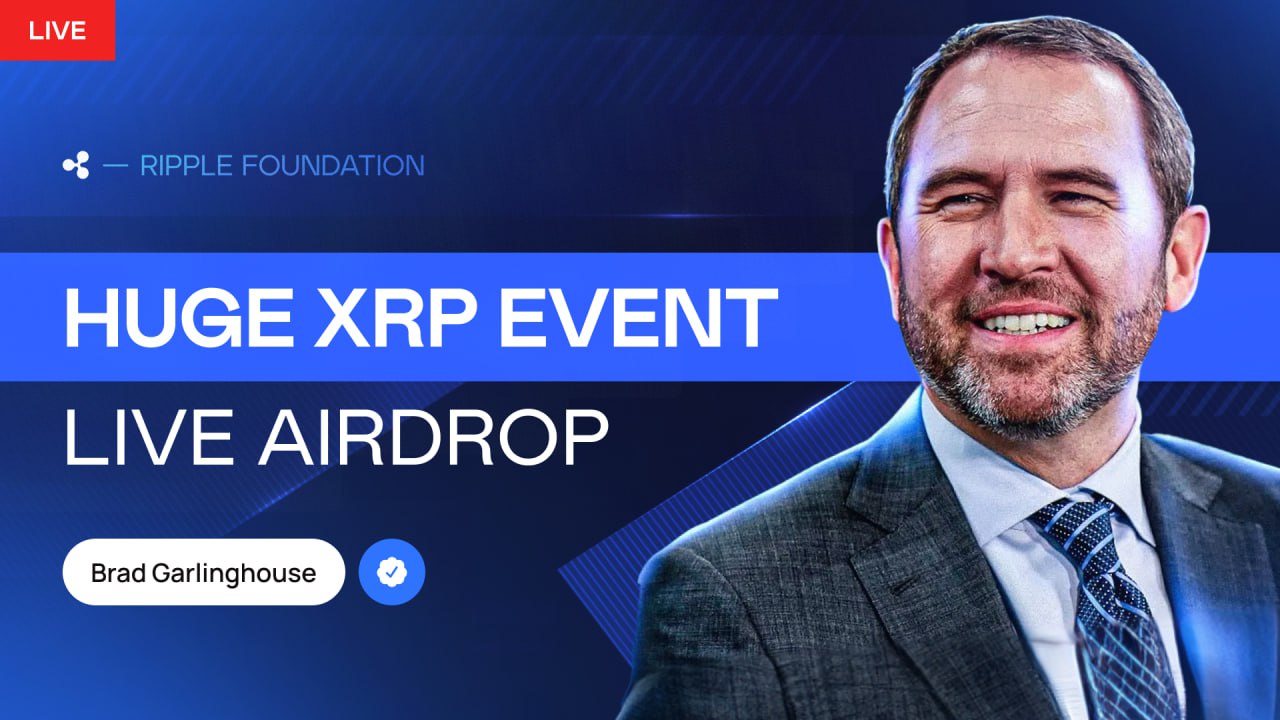 LIVE
— RIPPLE FOUNDATION
HUGE XRP EVENT
LIVE AIRDROP
Brad Garlinghouse